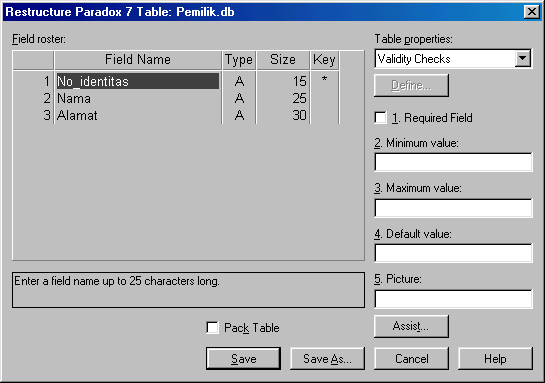 Restructure Paradox 7 Table: Pemilik.db
Field roster:
Field Name Type Size Key
1 No_identitas A 15 *
2 Nama A 25
3 Alamat A 30
Enter a field name up to 25 characters long.
Pack Table
Table properties:
Validity Checks
Define...
1. Required Field
2. Minimum value:
3. Maximum value:
4. Default value:
5. Picture:
Assist...
Save
Save As...
Cancel
Help